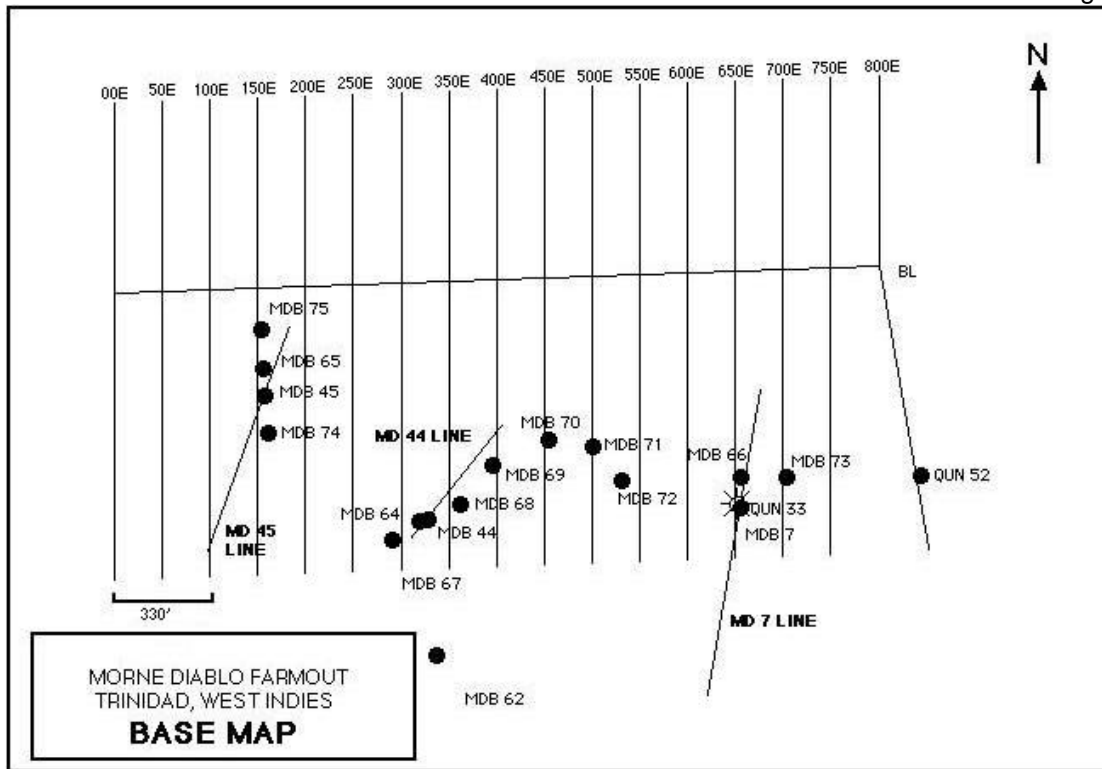 N
00E 50E 100E 150E 200E 250E 300E 350E 400E 450E 500E 550E 600E 650E 700E 750E 800E
BL
MDB 75
MDB 65
MDB 45
MDB 74
MD 45
LINE
MD 44 LINE
MDB 70
MDB 71
MDB 69
MDB 72
MDB 68
MDB 64
MDB 44
MDB 67
MDB 66
MDB 73
QUN 52
QUN 33
MDB 7
MD 7 LINE
330'
MDB 62
MORNE DIABLO FARMOUT
TRINIDAD, WEST INDIES
BASE MAP